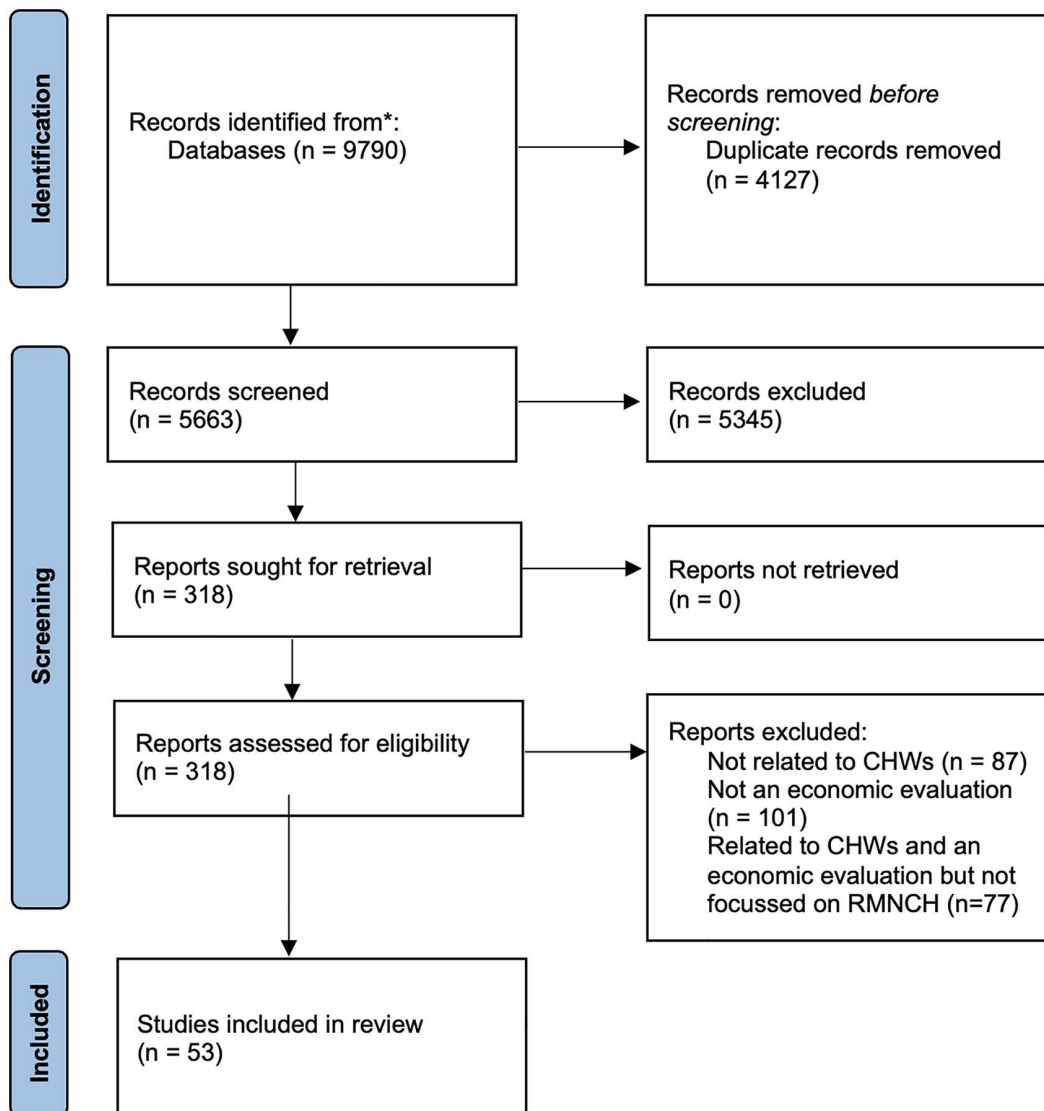 Identification
Records identified from*:
Databases (n = 9790)
Records removed before
screening:
Duplicate records removed
(n = 4127)
Screening
Records screened
(n = 5663)
Records excluded
(n = 5345)
Reports sought for retrieval
(n = 318)
Reports not retrieved
(n = 0)
Reports assessed for eligibility
(n = 318)
Reports excluded:
Not related to CHWs (n = 87)
Not an economic evaluation
(n = 101)
Related to CHWs and an
economic evaluation but not
focussed on RMNCH (n=77)
Included
Studies included in review
(n = 53)